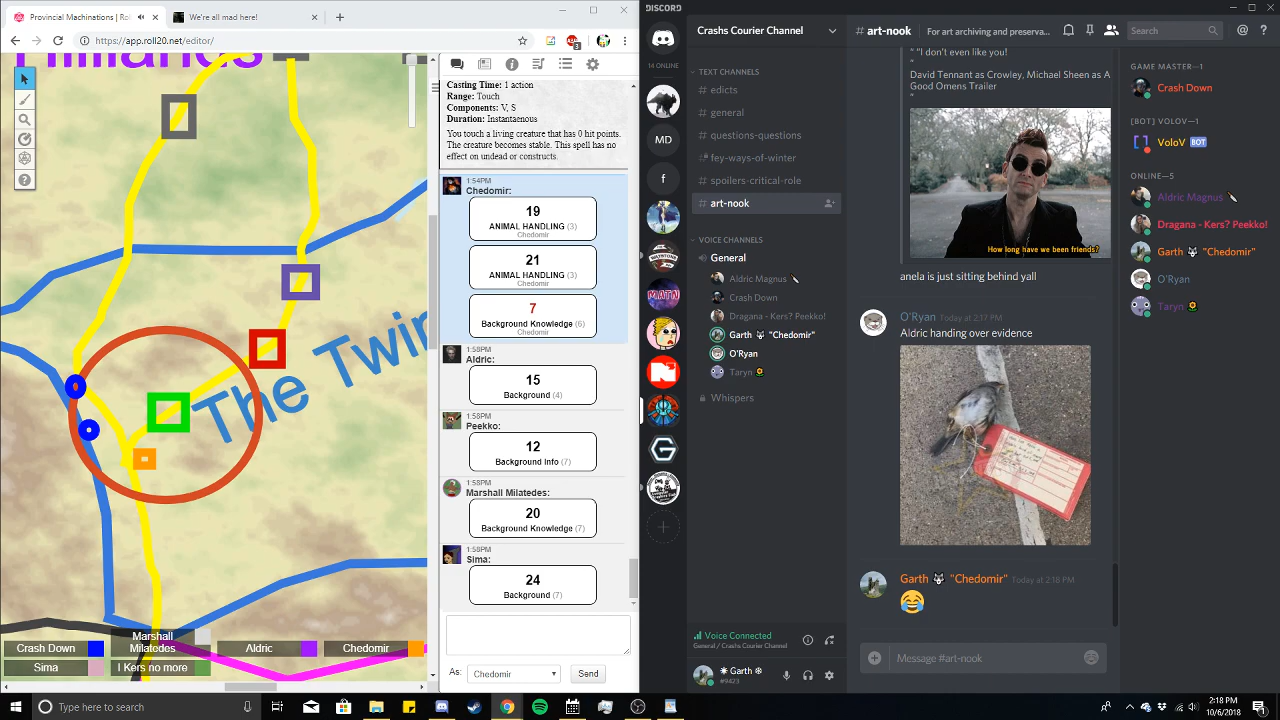 Provincial Machinations | Rol
We're all mad here!
https://app.roll20.net/editor/
3
The Twin
Casting Time: 1 action
Range: Touch
Components: V, S
Duration: Instantaenous
You touch a living creature that has 0 hit points.
The creature becomes stable. This spell has no
effect on undead or constructs.
1:54PM
Chedomir:
19
ANIMAL HANDLING (3)
Chedomir
21
ANIMAL HANDLING (3)
Chedomir
7
Background Knowledge (6)
Chedomir
1:58PM
Aldric:
15
Background (4)
1:58PM
Peekko:
12
Background Info (7)
1:58PM
Marshall Milatedes:
20
Background Knowledge (7)
1:58PM
Sima:
24
Background (7)
As:
Chedomir
Send
Crash Down
Marshall
Milatedes
Aldric
Chedomir
Sima
I Kers no more
DISCORD
14 ONLINE
MD
f
Crashs Courier Channel
TEXT CHANNELS
# edicts
# general
# questions-questions
fey-ways-of-winter
# spoilers-critical-role
# art-nook
VOICE CHANNELS
General
Aldric Magnus
Crash Down
Dragana - Kers? Peekko!
Garth 🐺 "Chedomir"
O'Ryan
Taryn 🌻
Whispers
Voice Connected
General / Crashs Courier Channel
☀ Garth ❄
#9423
# art-nook
For art archiving and preserva...
Search
" "I don't even like you!
"
David Tennant as Crowley, Michael Sheen as A
Good Omens Trailer
"
How long have we been friends?
anela is just sitting behind yall
O'Ryan Today at 2:17 PM
Aldric handing over evidence
Garth 🐺 "Chedomir" Today at 2:18 PM
😂
Message #art-nook
GAME MASTER—1
Crash Down
[BOT] VOLOV—1
VoloV BOT
ONLINE—5
Aldric Magnus
Dragana - Kers? Peekko!
Garth 🐺 "Chedomir"
O'Ryan
Taryn 🌻
Type here to search
2:18 PM
10/6/2018